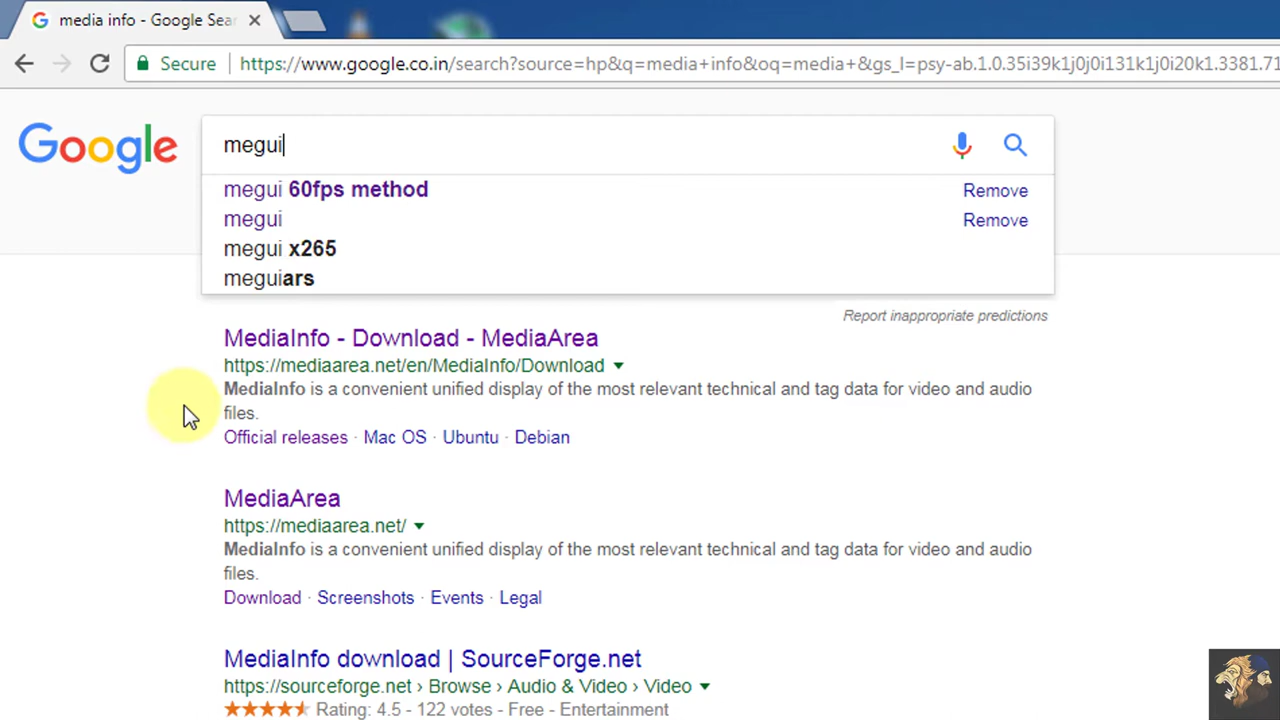 media info - Google Sear
Secure https://www.google.co.in/search?source=hp&q=media+info&oq=media+&gs_l=psy-ab.1.0.35i39k1j0j0i131k1j0i20k1.3381.71
Google
megui
megui 60fps method Remove
megui Remove
megui x265
meguiars
Report inappropriate predictions
MediaInfo - Download - MediaArea
https://mediaarea.net/en/MediaInfo/Download
MediaInfo is a convenient unified display of the most relevant technical and tag data for video and audio
files.
Official releases · Mac OS · Ubuntu · Debian
MediaArea
https://mediaarea.net/
MediaInfo is a convenient unified display of the most relevant technical and tag data for video and audio
files.
Download · Screenshots · Events · Legal
MediaInfo download | SourceForge.net
https://sourceforge.net › Browse › Audio & Video › Video
Rating: 4.5 - 122 votes - Free - Entertainment